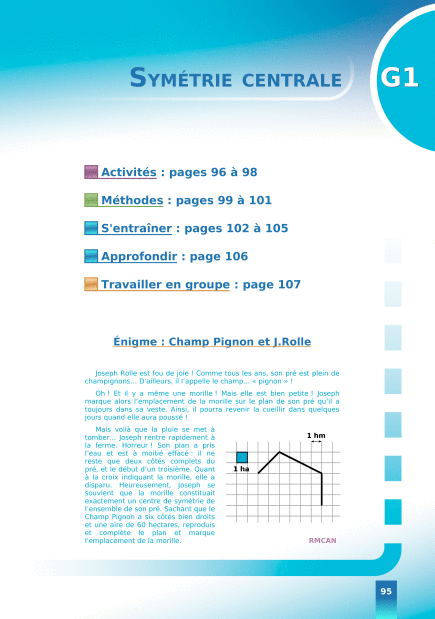 SYMÉTRIE CENTRALE
G1
Activités : pages 96 à 98
Méthodes : pages 99 à 101
S'entraîner : pages 102 à 105
Approfondir : page 106
Travailler en groupe : page 107
Énigme : Champ Pignon et J.Rolle
Joseph Rolle est fou de joie ! Comme tous les ans, son pré est plein de
champignons... D'ailleurs, il l'appelle le champ... « pignon » !
Oh ! Et il y a même une morille ! Mais elle est bien petite ! Joseph
marque alors l'emplacement de la morille sur le plan de son pré qu'il a
toujours dans sa veste. Ainsi, il pourra revenir la cueillir dans quelques
jours quand elle aura poussé !
Mais voilà que la pluie se met à
tomber... Joseph rentre rapidement à
la ferme. Horreur ! Son plan a pris
l'eau et est à moitié effacé : il ne
reste que deux côtés complets du
pré, et le début d'un troisième. Quant
à la croix indiquant la morille, elle a
disparu. Heureusement, Joseph se
souvient que la morille constituait
exactement un centre de symétrie de
l'ensemble de son pré. Sachant que le
Champ Pignon a six côtés bien droits
et une aire de 60 hectares, reproduis
et complète le plan et marque
l'emplacement de la morille.
1 hm
1 ha
RMCAN
95